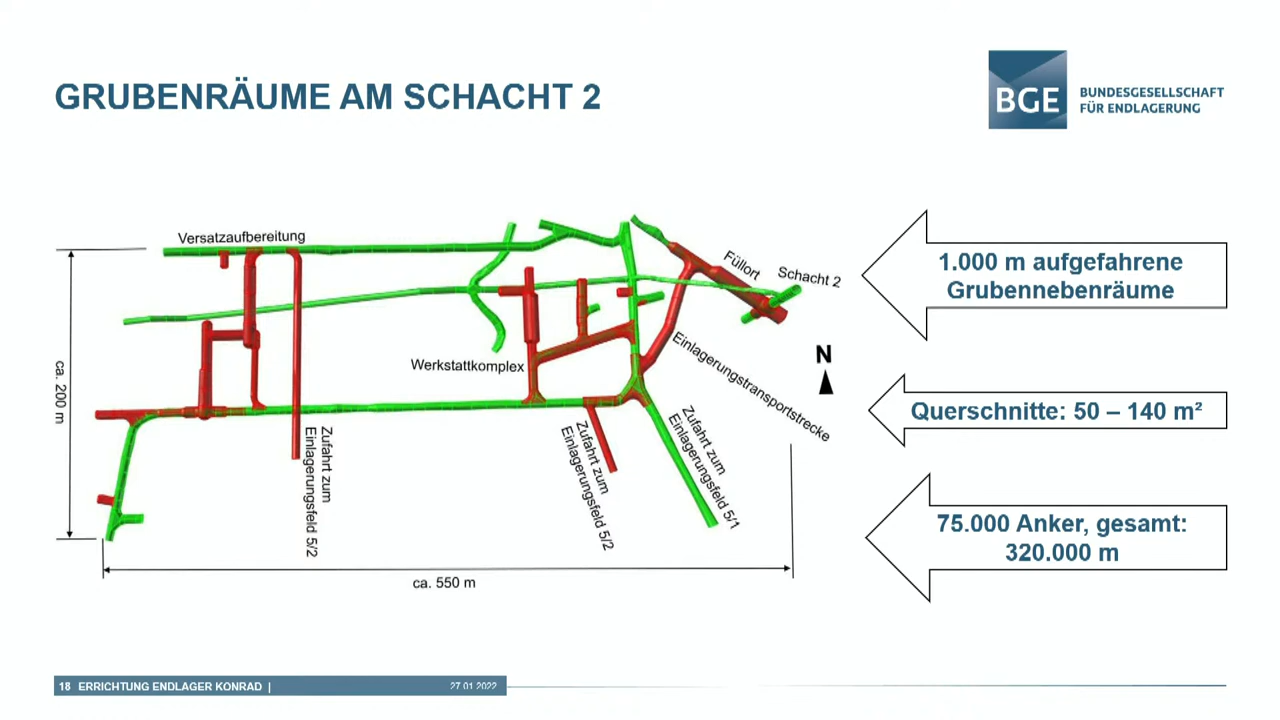 GRUBENRÄUME AM SCHACHT 2
BGE
BUNDESGESELLSCHAFT
FÜR ENDLAGERUNG
Versatzaufbereitung
Füllort
Schacht 2
Werkstattkomplex
N
Einlagerungstransportstrecke
ca. 200 m
Zufahrt zum
Einlagerungsfeld 5/2
Zufahrt zum
Einlagerungsfeld 5/2
Zufahrt zum
Einlagerungsfeld 5/1
ca. 550 m
1.000 m aufgefahrene
Grubennebenräume
Querschnitte: 50 – 140 m²
75.000 Anker, gesamt:
320.000 m
18 ERRICHTUNG ENDLAGER KONRAD | 27.01.2022